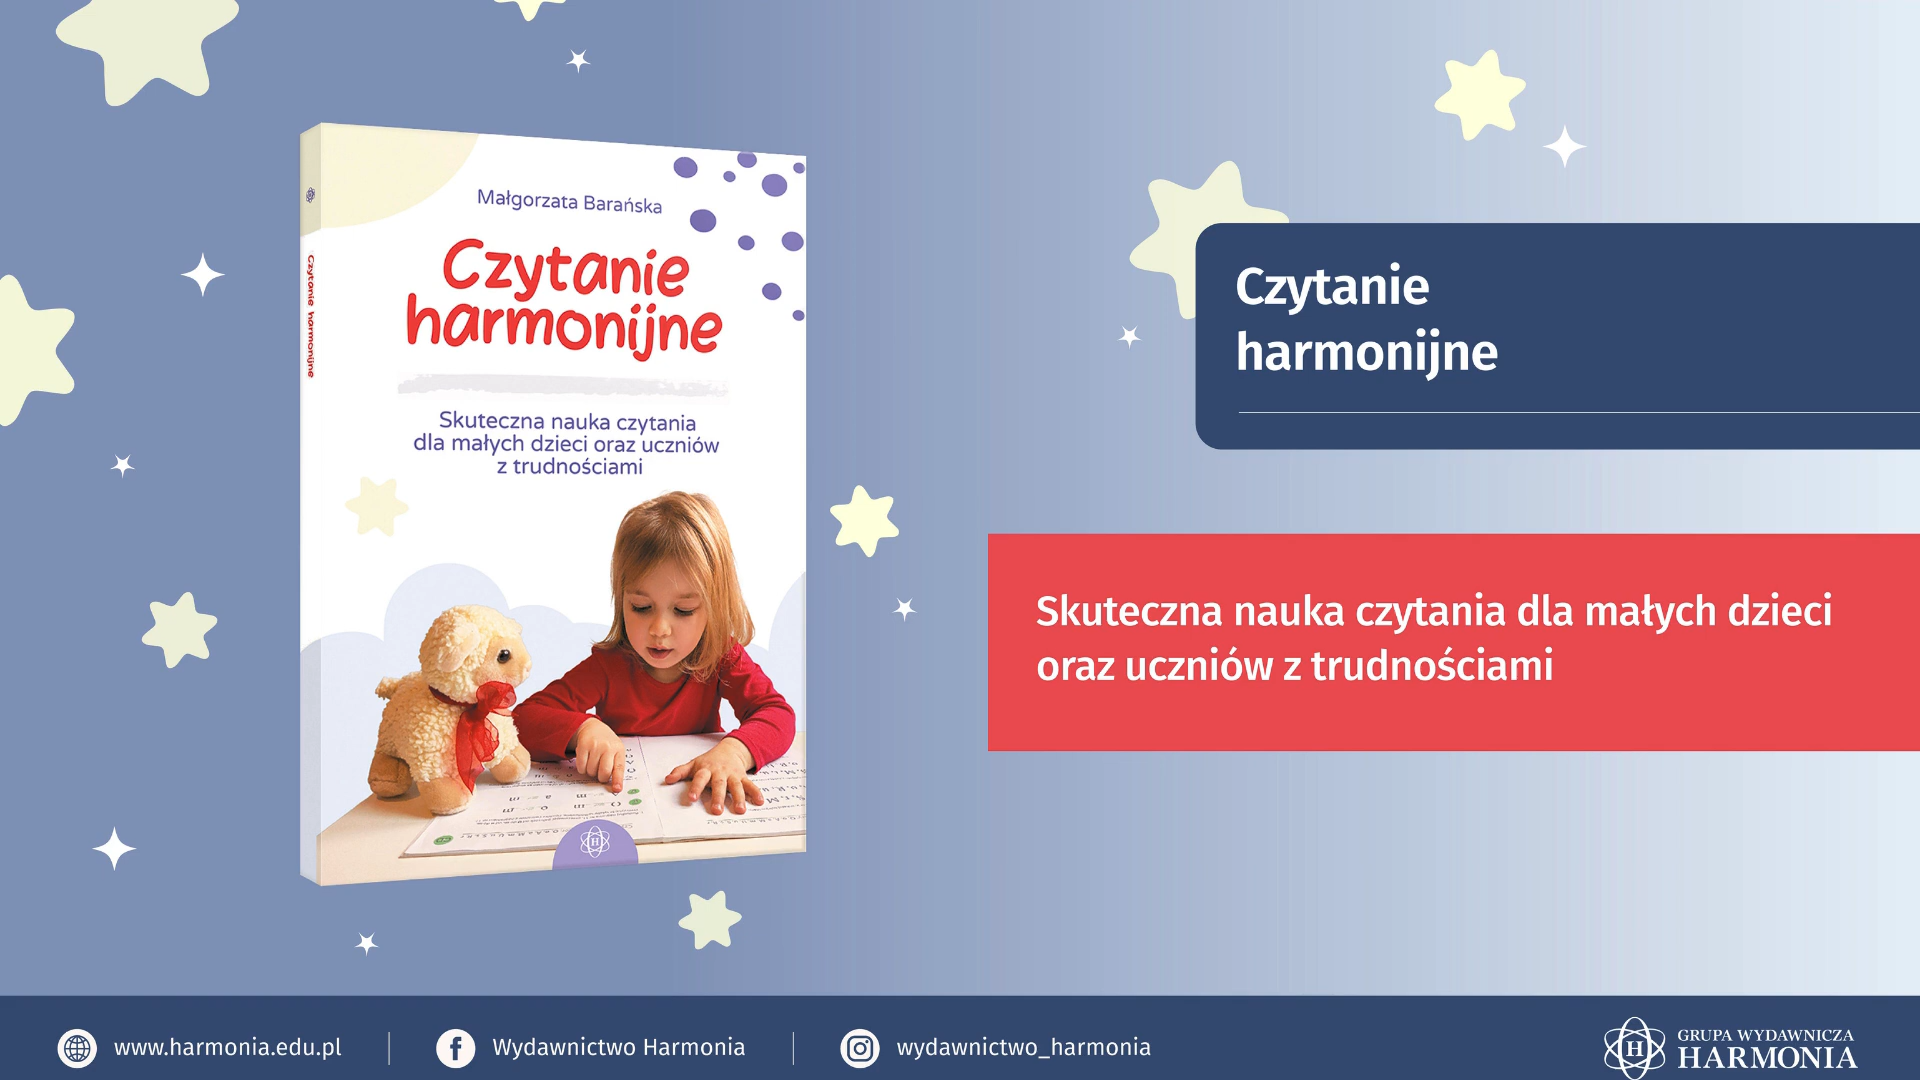 Małgorzata Barańska
Czytanie
harmonijne
Skuteczna nauka czytania
dla małych dzieci oraz uczniów
z trudnościami
Czytanie harmonijne
H
Czytanie
harmonijne
Skuteczna nauka czytania dla małych dzieci
oraz uczniów z trudnościami
www.harmonia.edu.pl
Wydawnictwo Harmonia
wydawnictwo_harmonia
H
GRUPA WYDAWNICZA
HARMONIA